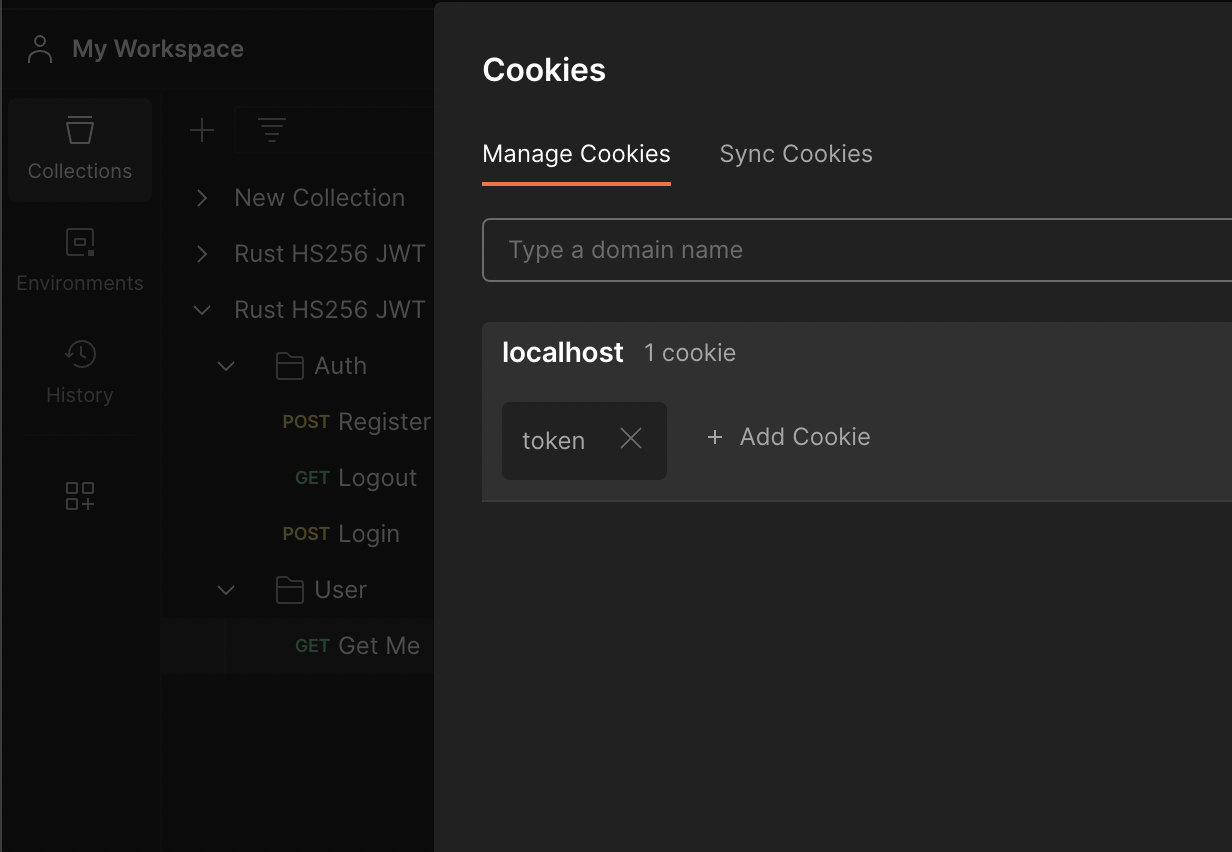 My Workspace
Collections
Environments
History
New Collection
Rust HS256 JWT
Rust HS256 JWT
Auth
POST Register
GET Logout
POST Login
User
GET Get Me
Cookies
Manage Cookies Sync Cookies
Type a domain name
localhost 1 cookie
token + Add Cookie